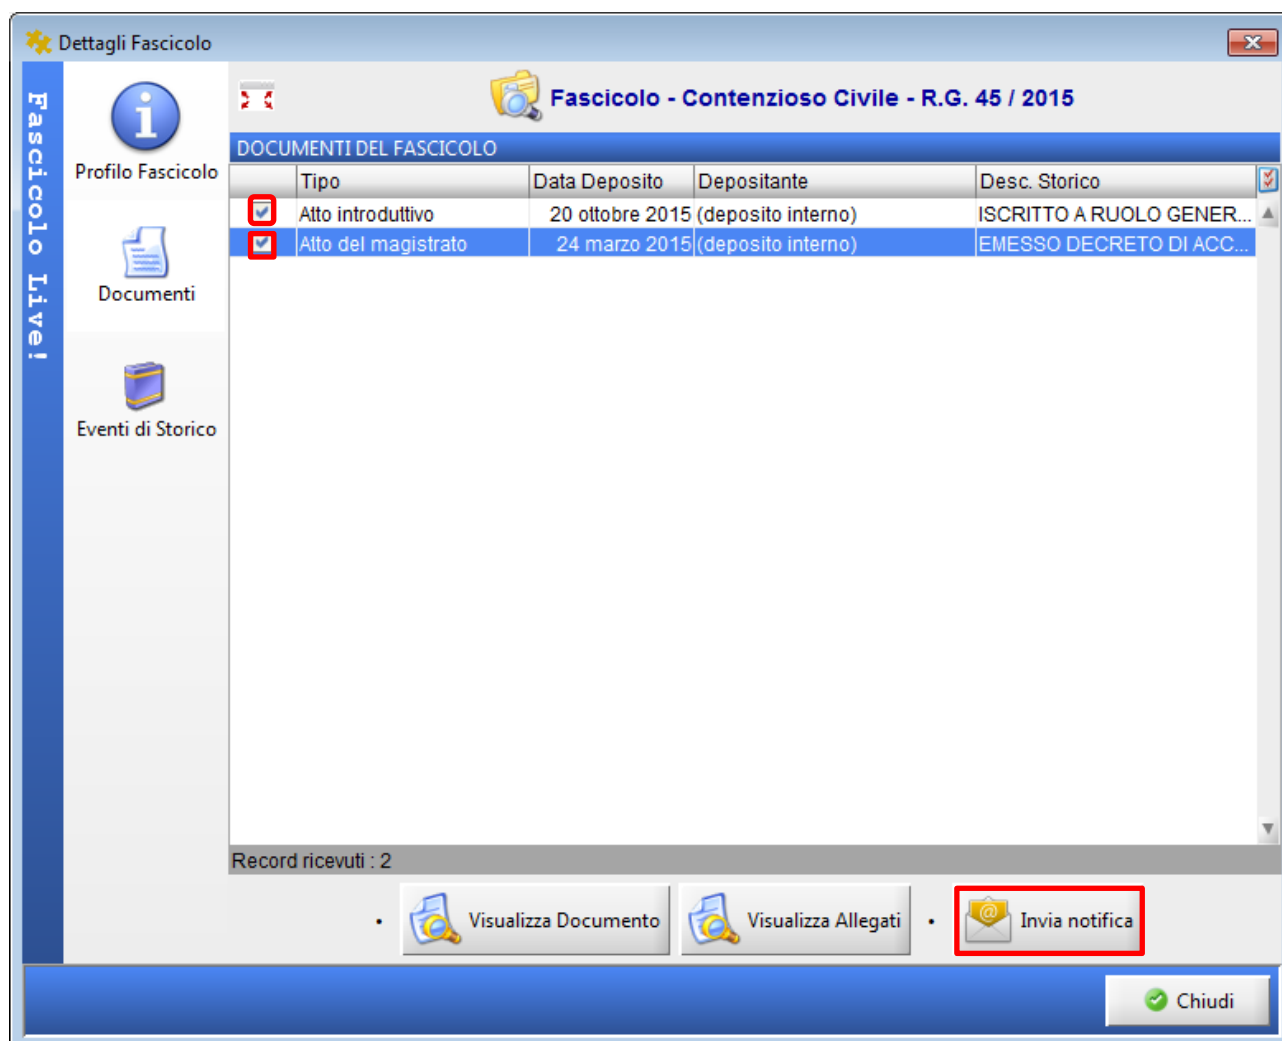 Dettagli Fascicolo
Fascicolo Live!
Profilo Fascicolo
Documenti
Eventi di Storico
Fascicolo - Contenzioso Civile - R.G. 45 / 2015
DOCUMENTI DEL FASCICOLO
Tipo Data Deposito Depositante Desc. Storico
Atto introduttivo 20 ottobre 2015 (deposito interno) ISCRITTO A RUOLO GENER...
Atto del magistrato 24 marzo 2015 (deposito interno) EMESSO DECRETO DI ACC...
Record ricevuti : 2
• Visualizza Documento Visualizza Allegati • Invia notifica
Chiudi